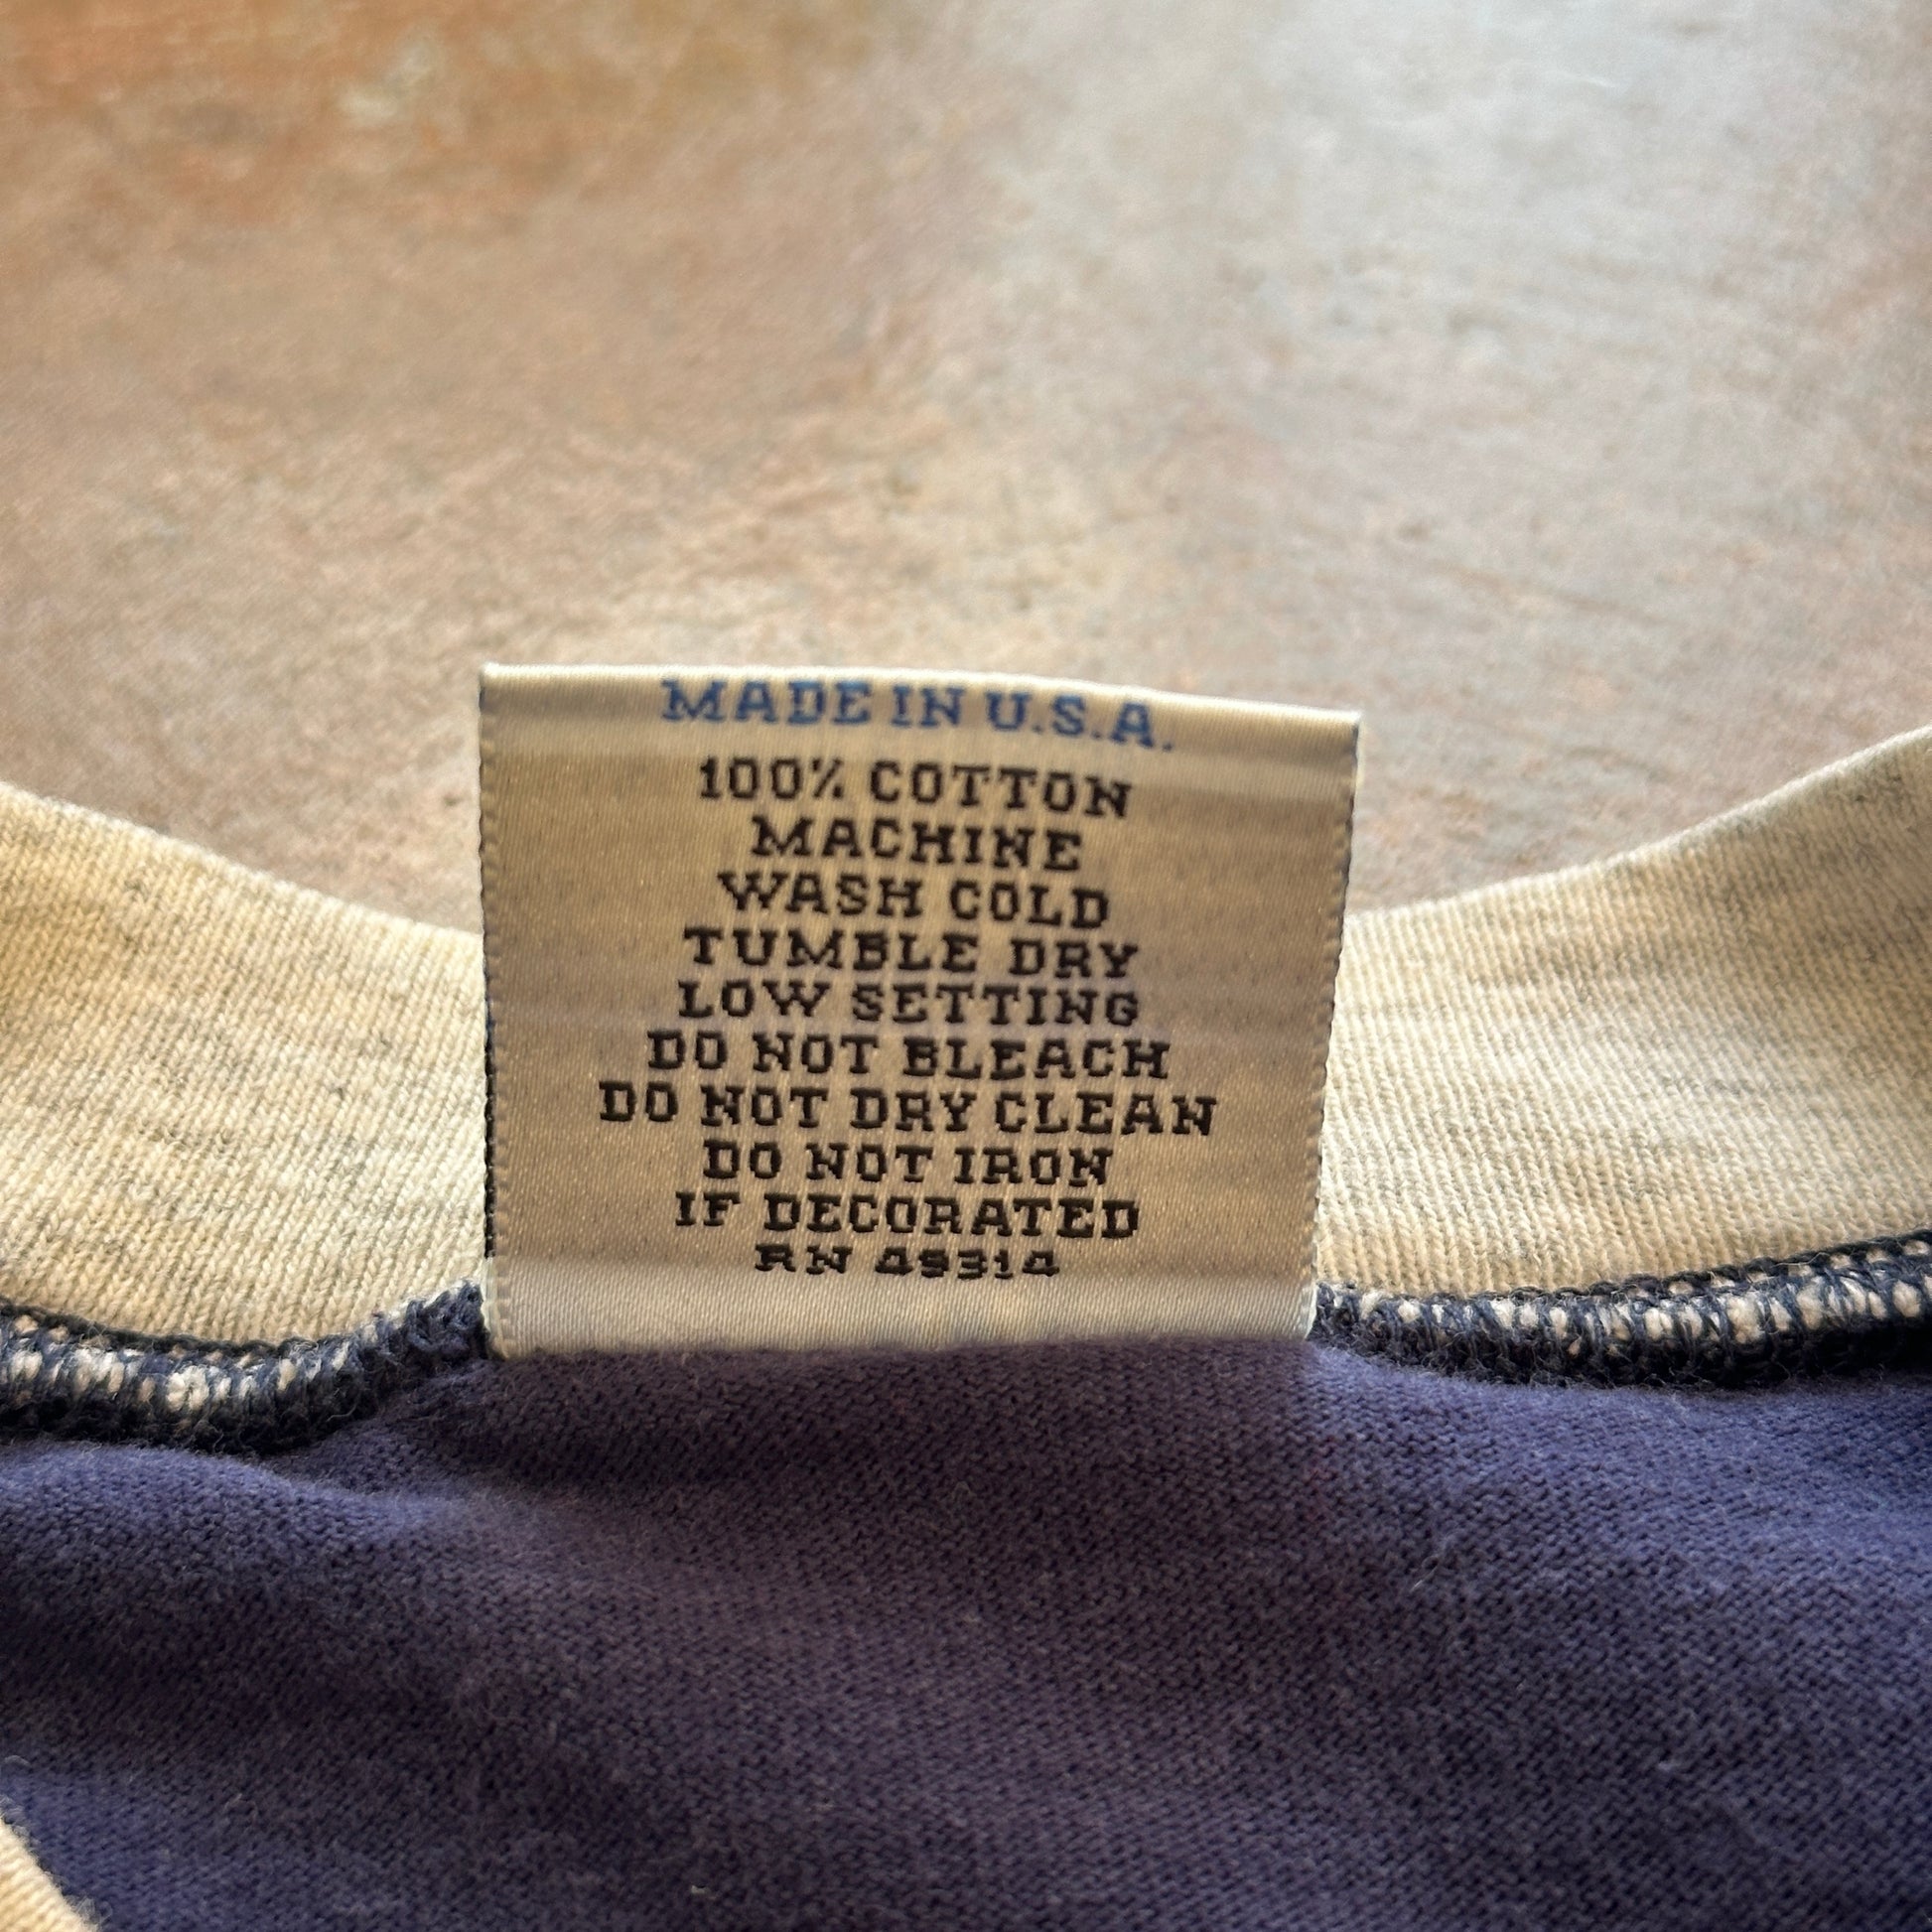 MADE IN U.S.A.
100% COTTON
MACHINE
WASH COLD
TUMBLE DRY
LOW SETTING
DO NOT BLEACH
DO NOT DRY CLEAN
DO NOT IRON
IF DECORATED
RN 49314